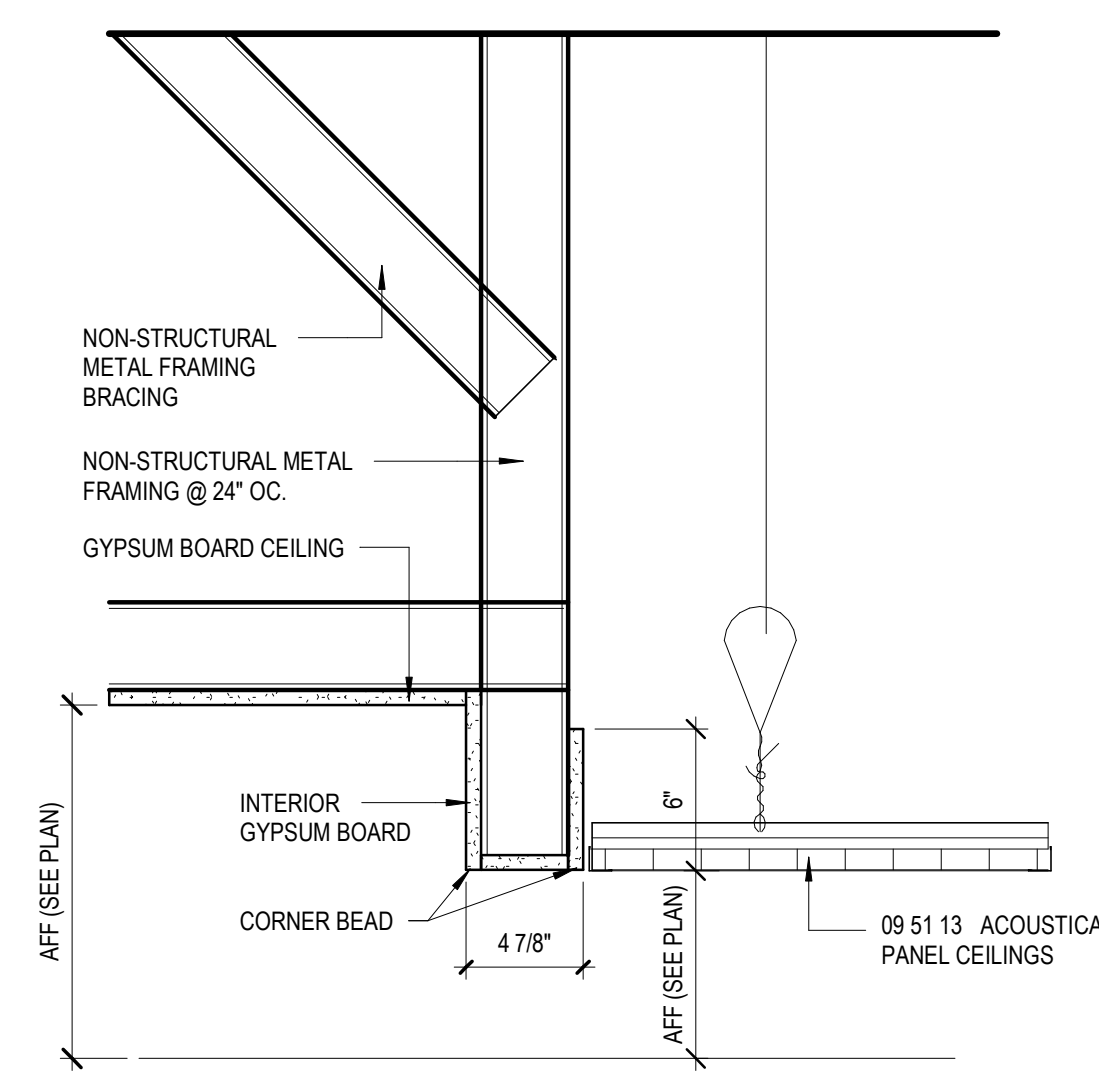 NON-STRUCTURAL
METAL FRAMING
BRACING
NON-STRUCTURAL METAL
FRAMING @ 24" OC.
GYPSUM BOARD CEILING
INTERIOR
GYPSUM BOARD
CORNER BEAD
4 7/8"
6"
AFF (SEE PLAN)
AFF (SEE PLAN)
09 51 13 ACOUSTICA
PANEL CEILINGS